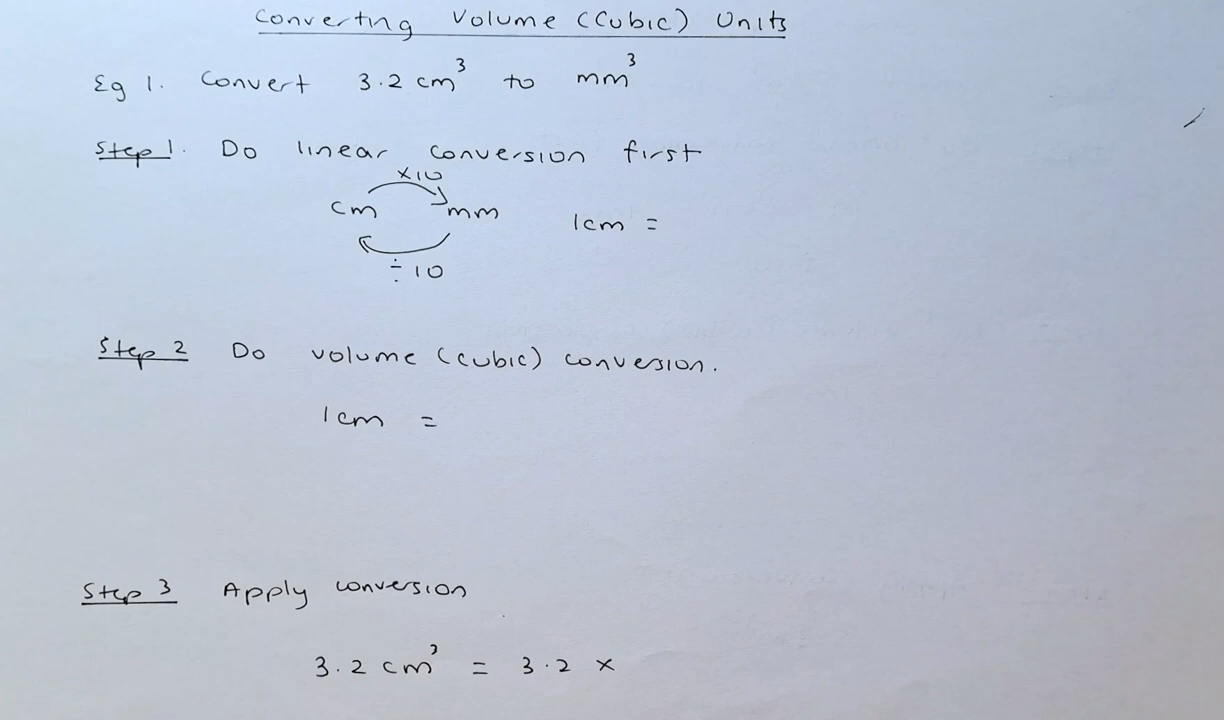 Converting Volume (Cubic) Units
Eg 1. Convert 3.2 cm³ to mm³
Step 1. Do linear conversion first
×10
cm mm 1cm =
÷10
Step 2 Do volume (cubic) conversion.
1cm =
Step 3 Apply conversion
3.2 cm³ = 3.2 ×